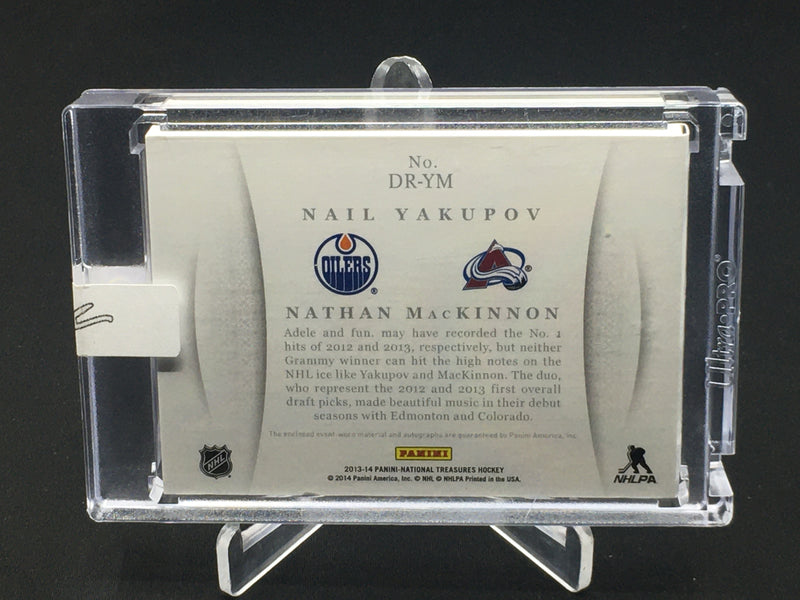 No.
DR-YM
NAIL YAKUPOV
OILERS
NATHAN MACKINNON
Adele and fun. may have recorded the No. 1
hits of 2012 and 2013, respectively, but neither
Grammy winner can hit the high notes on the
NHL ice like Yakupov and MacKinnon. The duo,
who represent the 2012 and 2013 first overall
draft picks, made beautiful music in their debut
seasons with Edmonton and Colorado.
The enclosed event-worn material and autographs are guaranteed by Panini America, Inc.
PANINI
NHL
NHLPA
2013-14 PANINI-NATIONAL TREASURES HOCKEY
© 2014 Panini America, Inc. © NHL © NHLPA Printed in the USA.
ULTRA PRO